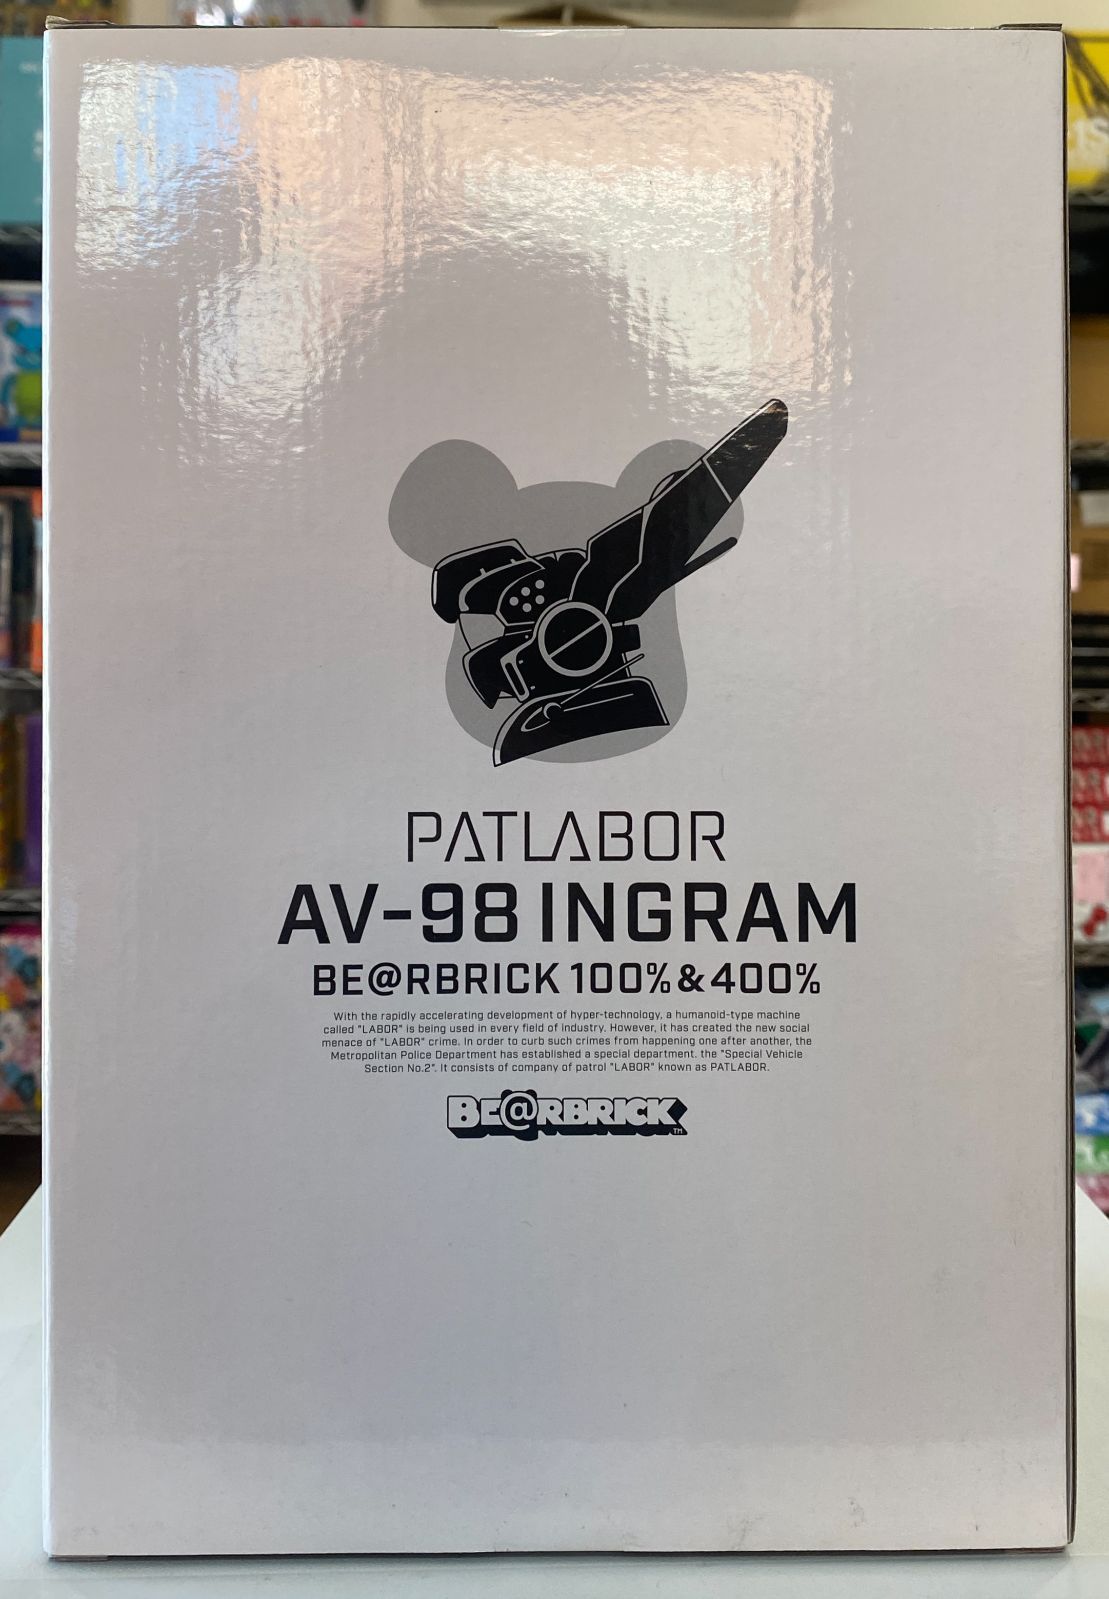 PATLABOR
AV-98 INGRAM
BE@RBRICK 100% & 400%
With the rapidly accelerating development of hyper-technology, a humanoid-type machine
called "LABOR" is being used in every field of industry. However, it has created the new social
menace of "LABOR" crime. In order to curb such crimes from happening one after another, the
Metropolitan Police Department has established a special department. the "Special Vehicle
Section No.2". It consists of company of patrol "LABOR" known as PATLABOR.
BE@RBRICK TM